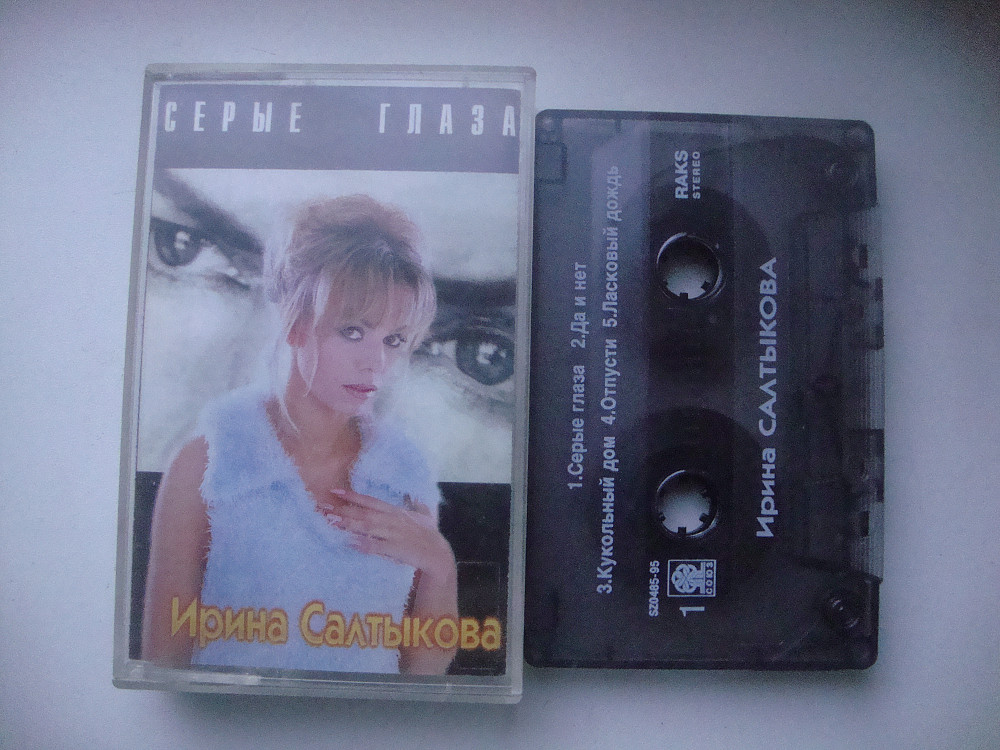 СЕРЫЕ ГЛАЗА
Ирина Салтыкова
1.Серые глаза 2.Да и нет
3.Кукольный дом 4.Отпусти 5.Ласковый дождь
RAKS
STEREO
SZ0485-95
1
СОЮЗ
Ирина САЛТЫКОВА